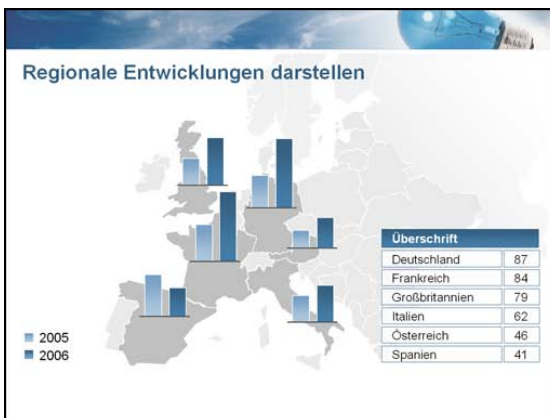 Regionale Entwicklungen darstellen
Überschrift
Deutschland 87
Frankreich 84
Großbritannien 79
Italien 62
Österreich 46
Spanien 41
2005
2006